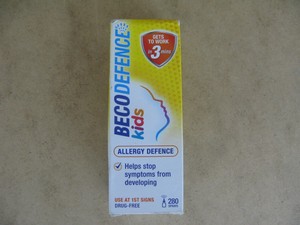 GETS
TO WORK
IN 3 MINS
BECODEFENCE
kids
ALLERGY DEFENCE
Helps stop
symptoms from
developing
USE AT 1ST SIGNS
DRUG-FREE
280
SPRAYS